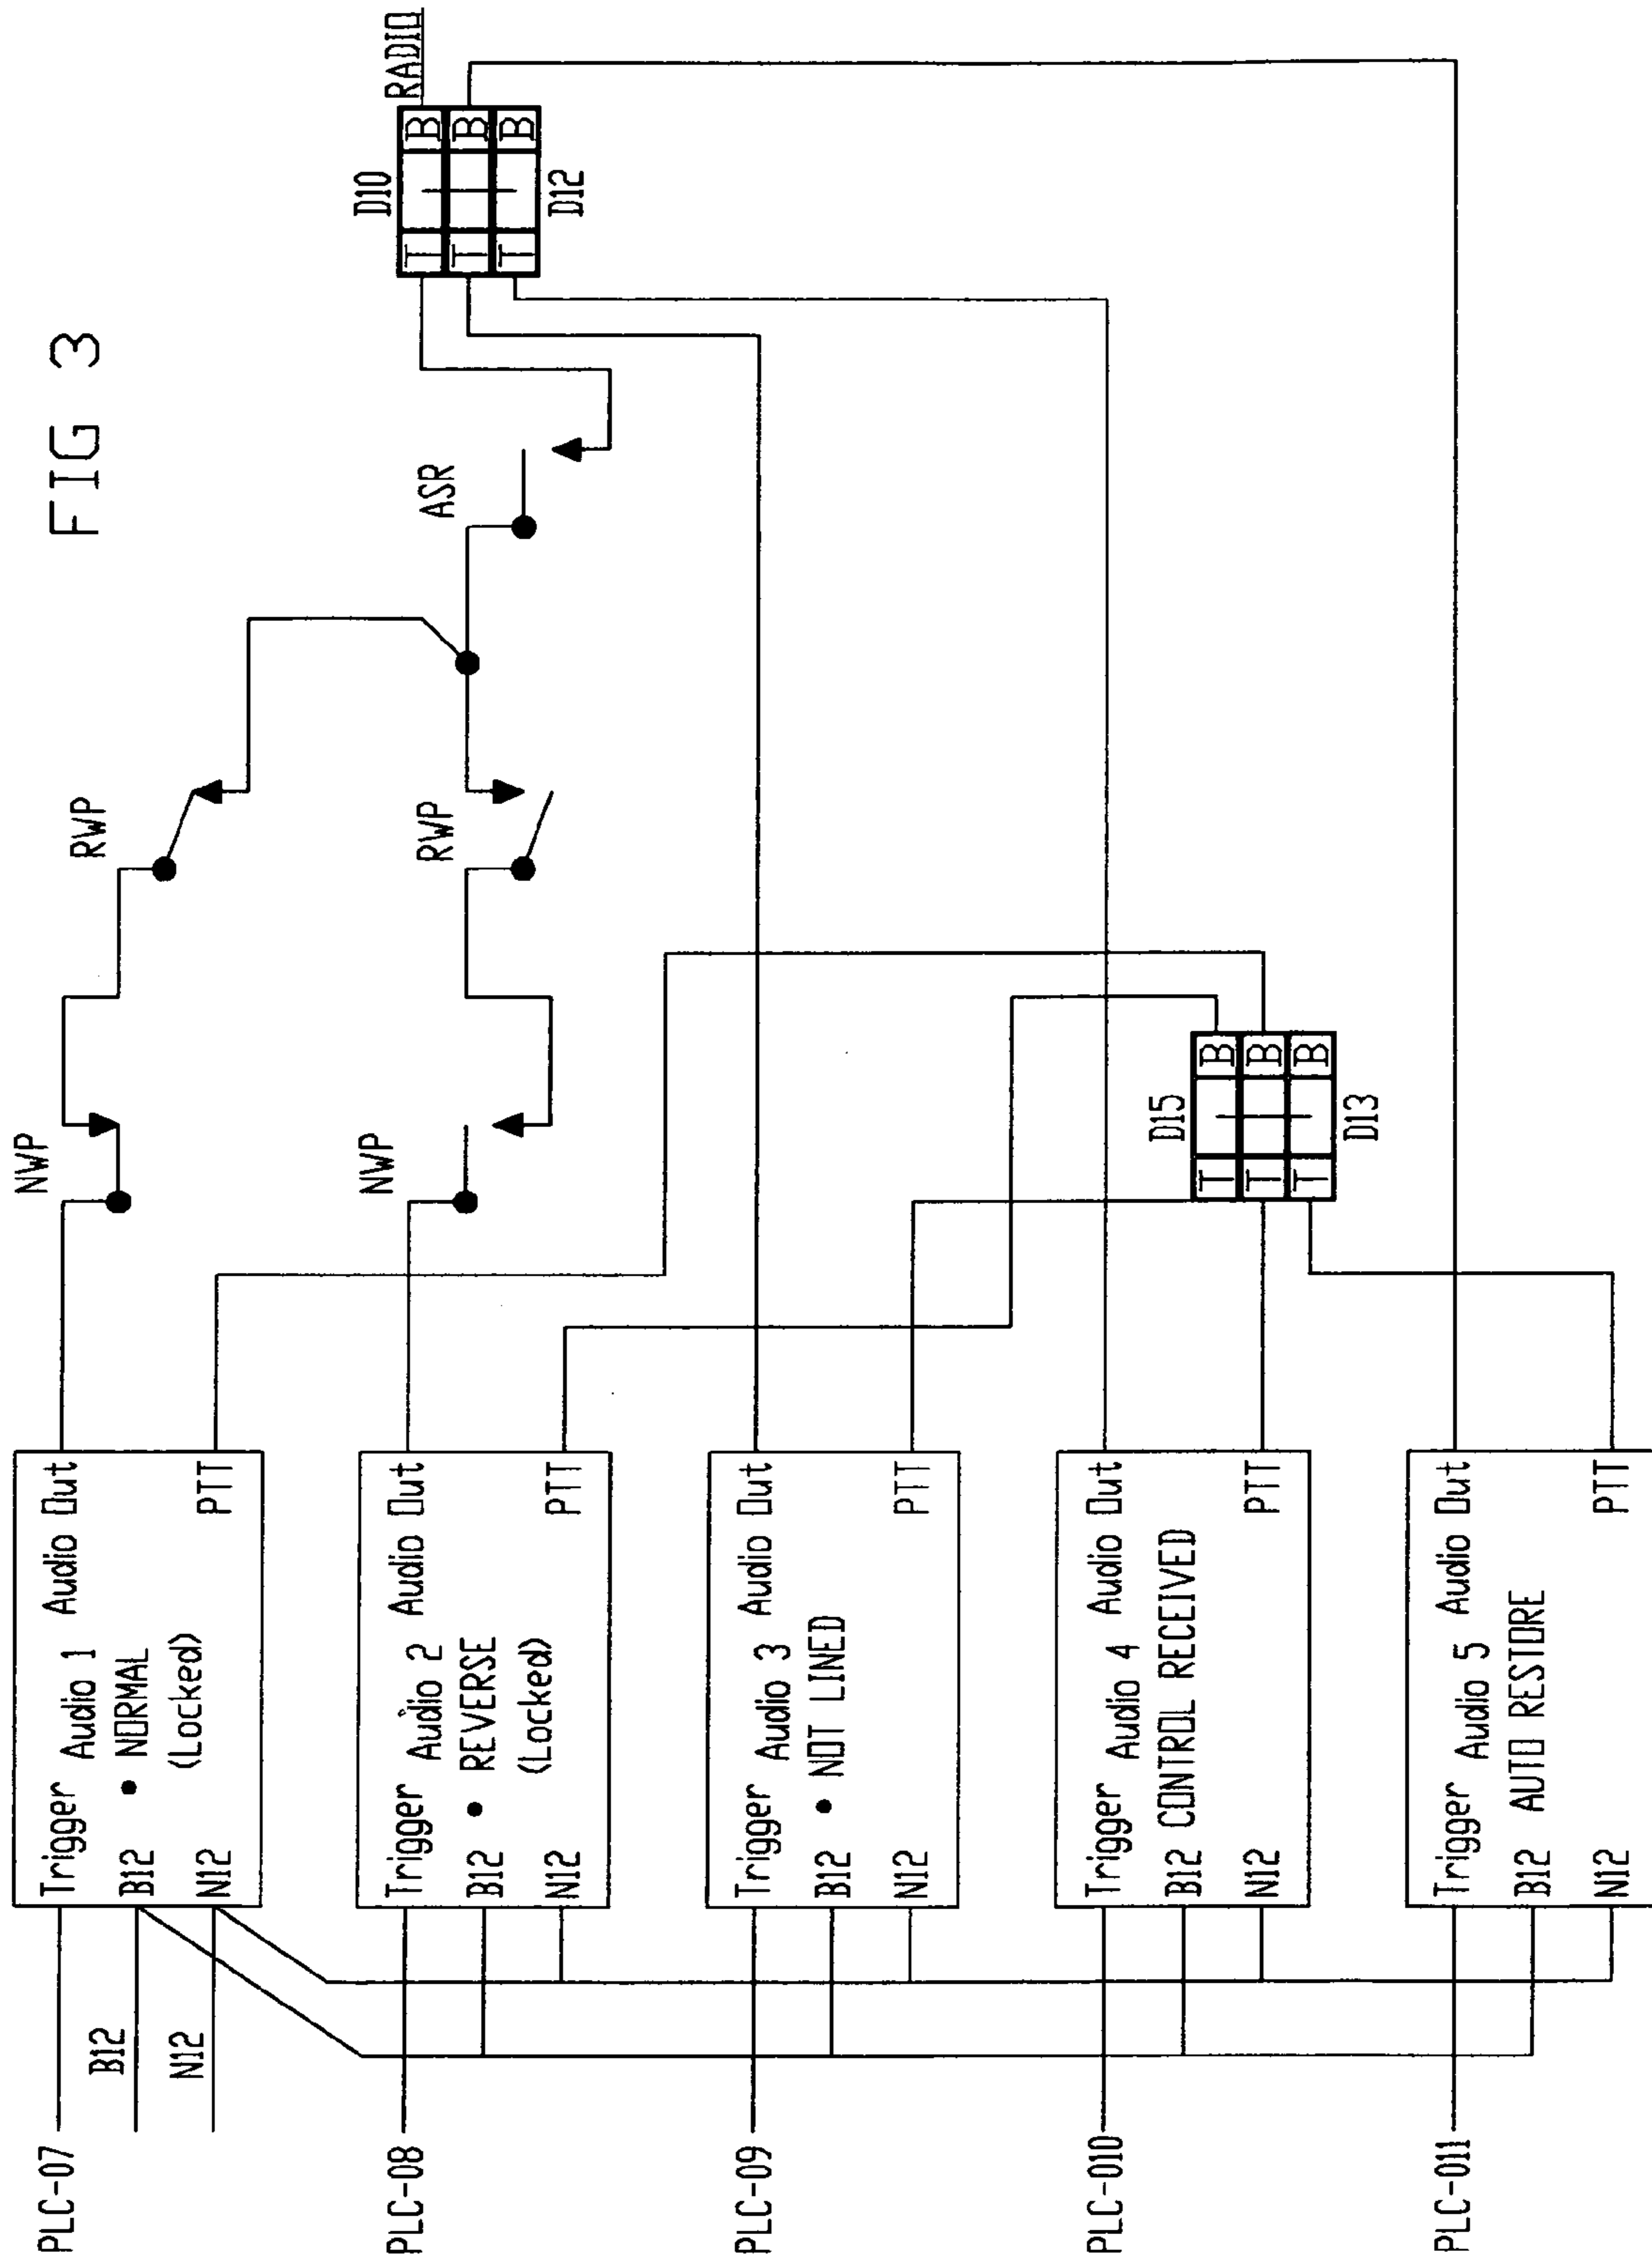 FIG 3
PLC-07
B12
N12
Trigger Audio 1 Audio Out
B12 • NORMAL
N12 (Locked) PTT
NWP
RWP
PLC-08
Trigger Audio 2 Audio Out
B12 • REVERSE
N12 (Locked) PTT
NWP
RWP
ASR
D10
T B
T B
T B
D12
RADIO
PLC-09
Trigger Audio 3 Audio Out
B12 • NOT LINED
N12 PTT
PLC-010
Trigger Audio 4 Audio Out
B12 CONTROL RECEIVED
N12 PTT
D15
T B
T B
T B
D13
PLC-011
Trigger Audio 5 Audio Out
B12 AUTO RESTORE
N12 PTT